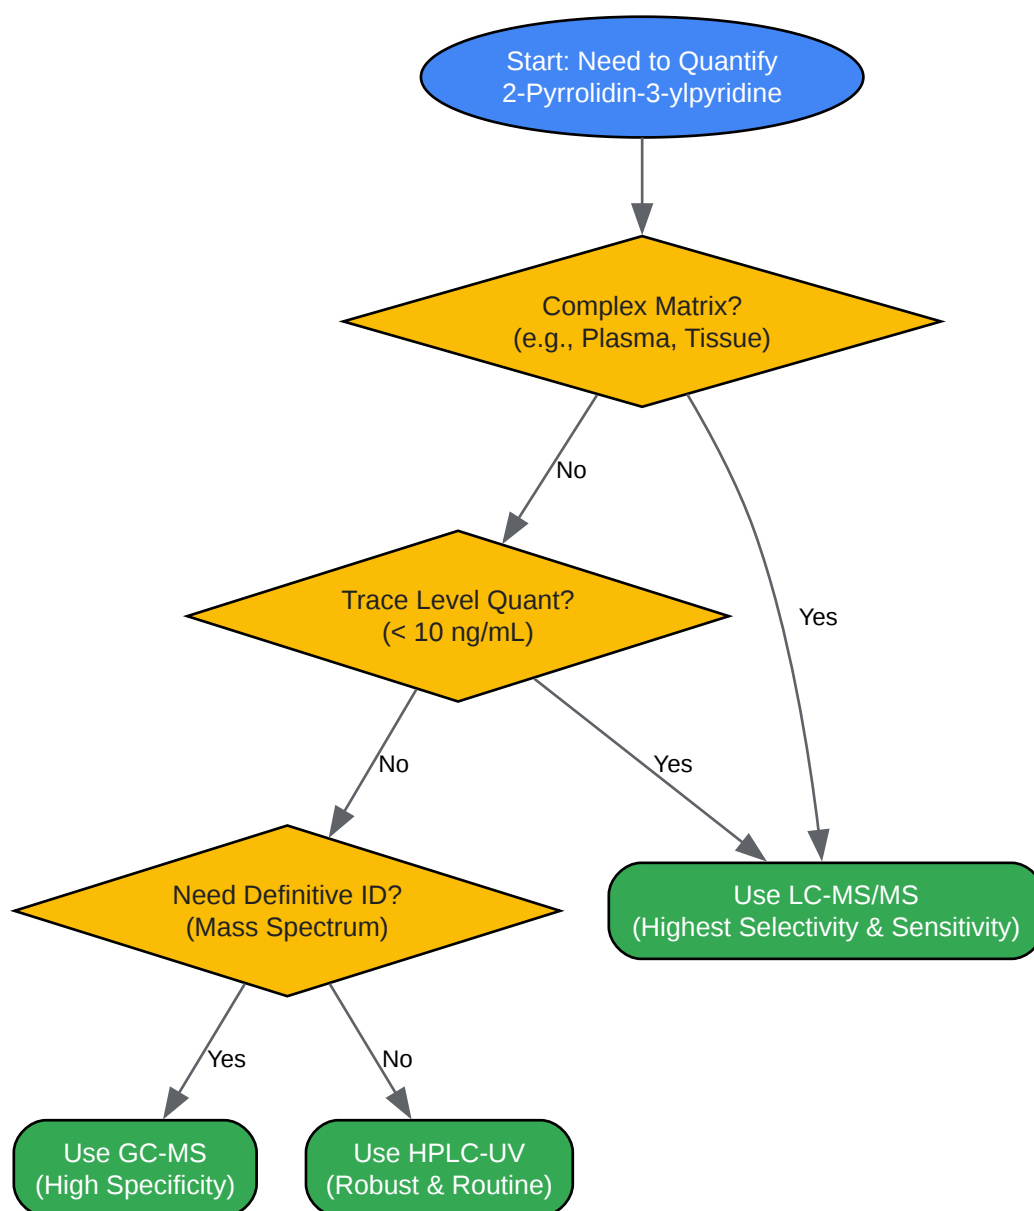 Start: Need to Quantify
2-Pyrrolidin-3-ylpyridine
Complex Matrix?
(e.g., Plasma, Tissue)
No
Yes
Trace Level Quant?
(< 10 ng/mL)
No
Yes
Need Definitive ID?
(Mass Spectrum)
Use LC-MS/MS
(Highest Selectivity & Sensitivity)
Yes
No
Use GC-MS
(High Specificity)
Use HPLC-UV
(Robust & Routine)